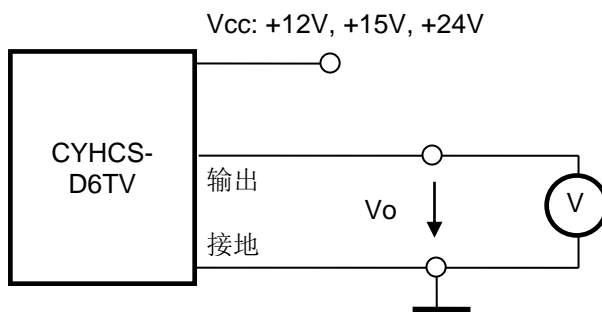 Vcc: +12V, +15V, +24V
CYHCS-
D6TV
输出
Vo
V
接地